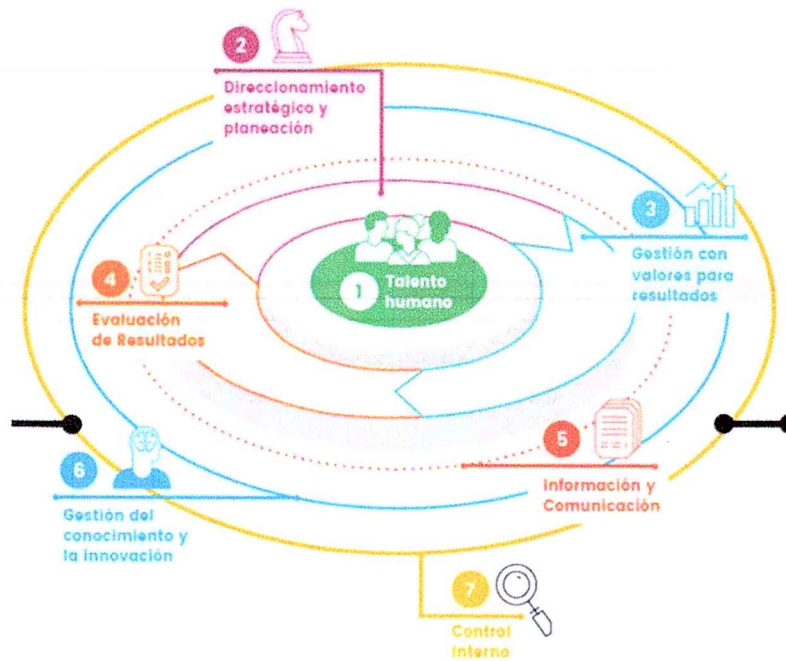 2
Direccionamiento
estratégico y
planeación
3
Gestión con
valores para
resultados
1
Talento
humano
4
Evaluación
de Resultados
5
Información y
Comunicación
6
Gestión del
conocimiento y
la innovación
7
Control
Interno